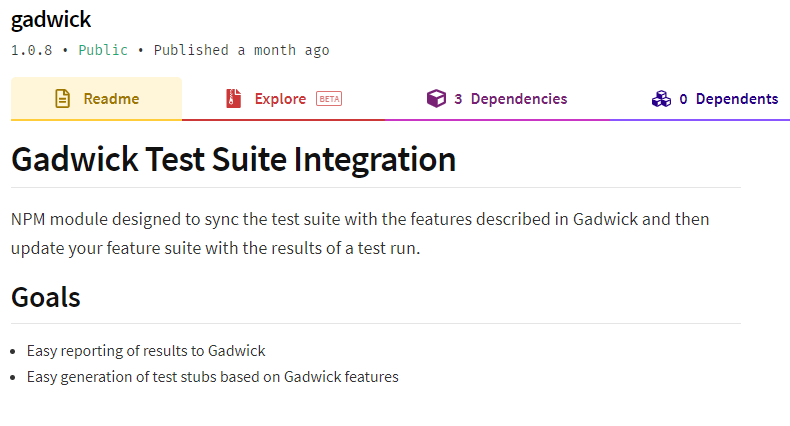 gadwick
1.0.8 • Public • Published a month ago
Readme Explore BETA 3 Dependencies 0 Dependents
Gadwick Test Suite Integration
NPM module designed to sync the test suite with the features described in Gadwick and then
update your feature suite with the results of a test run.
Goals
• Easy reporting of results to Gadwick
• Easy generation of test stubs based on Gadwick features